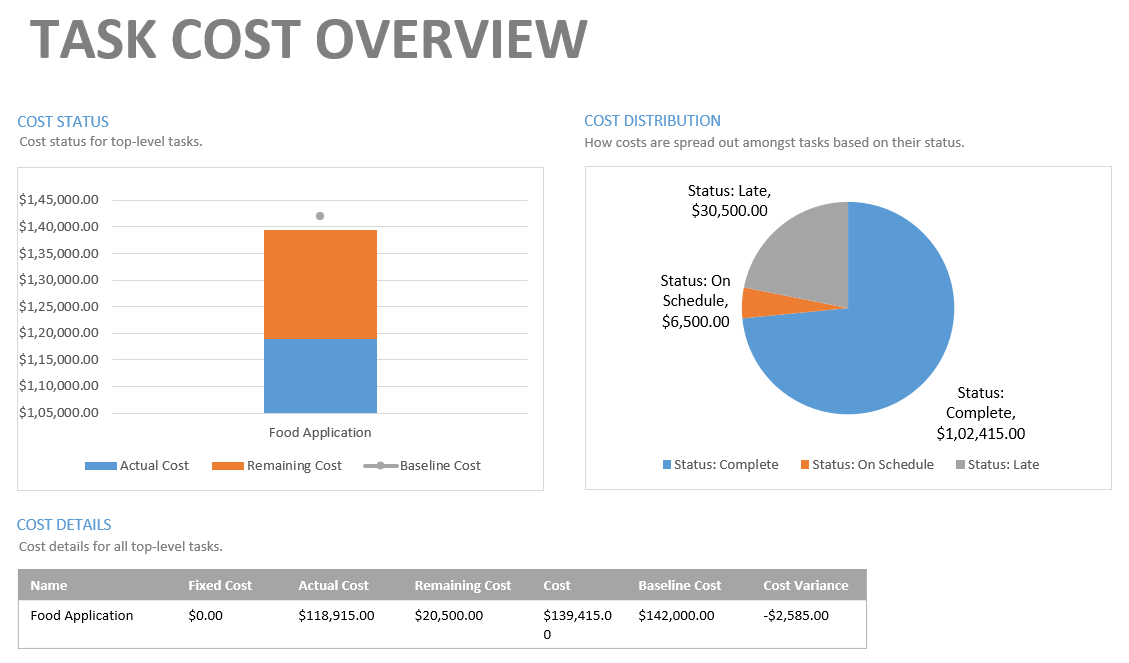 TASK COST OVERVIEW
COST STATUS
Cost status for top-level tasks.
$1,45,000.00
$1,40,000.00
$1,35,000.00
$1,30,000.00
$1,25,000.00
$1,20,000.00
$1,15,000.00
$1,10,000.00
$1,05,000.00
Food Application
Actual Cost Remaining Cost Baseline Cost
COST DISTRIBUTION
How costs are spread out amongst tasks based on their status.
Status: Late,
$30,500.00
Status: On
Schedule,
$6,500.00
Status:
Complete,
$1,02,415.00
Status: Complete Status: On Schedule Status: Late
COST DETAILS
Cost details for all top-level tasks.
Name Fixed Cost Actual Cost Remaining Cost Cost Baseline Cost Cost Variance
Food Application $0.00 $118,915.00 $20,500.00 $139,415.0 $142,000.00 -$2,585.00
0